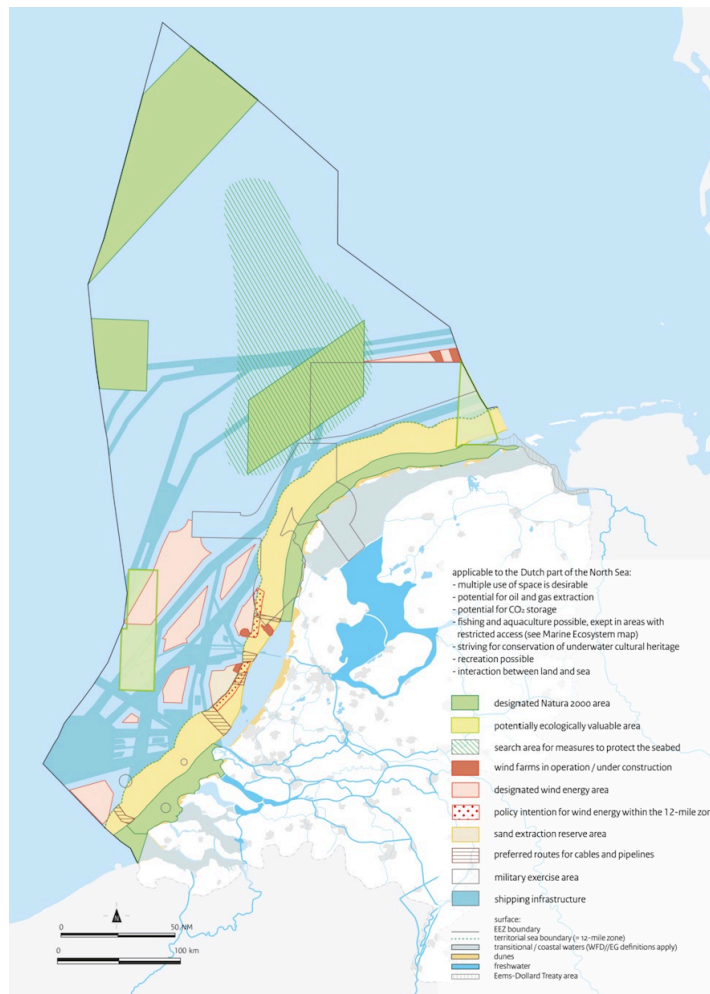 applicable to the Dutch part of the North Sea:
- multiple use of space is desirable
- potential for oil and gas extraction
- potential for CO₂ storage
- fishing and aquaculture possible, exept in areas with
restricted access (see Marine Ecosystem map)
- striving for conservation of underwater cultural heritage
- recreation possible
- interaction between land and sea
designated Natura 2000 area
potentially ecologically valuable area
search area for measures to protect the seabed
wind farms in operation / under construction
designated wind energy area
policy intention for wind energy within the 12-mile zor
sand extraction reserve area
preferred routes for cables and pipelines
military exercise area
shipping infrastructure
surface:
EEZ boundary
territorial sea boundary (= 12-mile zone)
transitional / coastal waters (WFD//EG definitions apply)
dunes
freshwater
Eems-Dollard Treaty area
0 50 NM
0 100 km